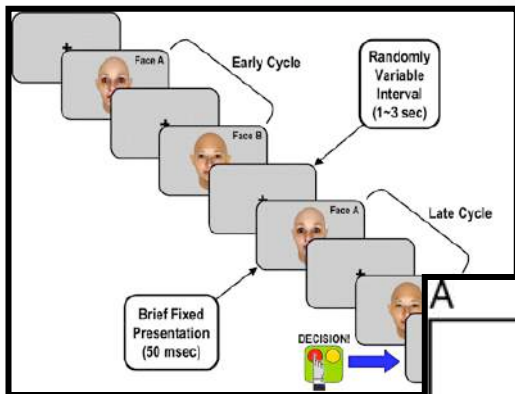 Face A
Early Cycle
Randomly
Variable
Interval
(1~3 sec)
Face B
Face A
Late Cycle
Brief Fixed
Presentation
(50 msec)
DECISION!
A